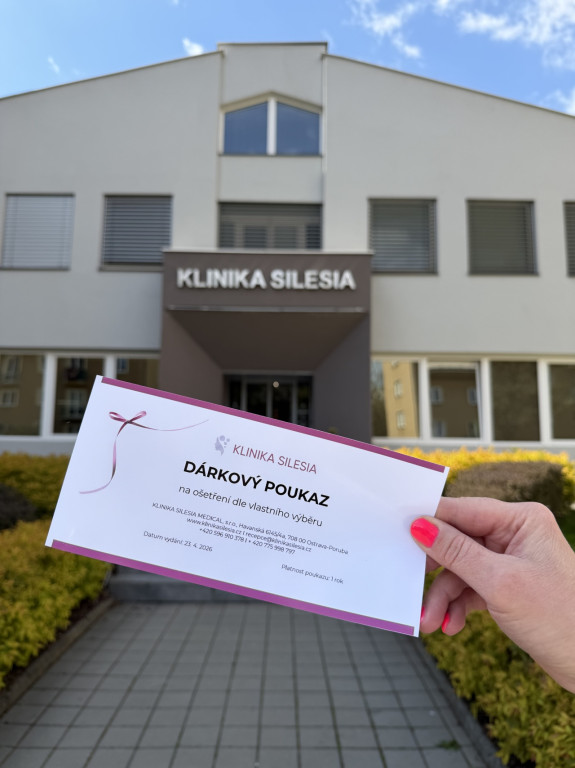 KLINIKA SILESIA
KLINIKA SILESIA
DÁRKOVÝ POUKAZ
na ošetření dle vlastního výběru
KLINIKA SILESIA MEDICAL, s.r.o., Havanská 6145/4a, 708 00 Ostrava-Poruba
www.klinikasilesia.cz | recepce@klinikasilesia.cz
+420 596 910 378 | + 420 775 998 797
Datum vydání: 23. 4. 2026
Platnost poukazu: 1 rok